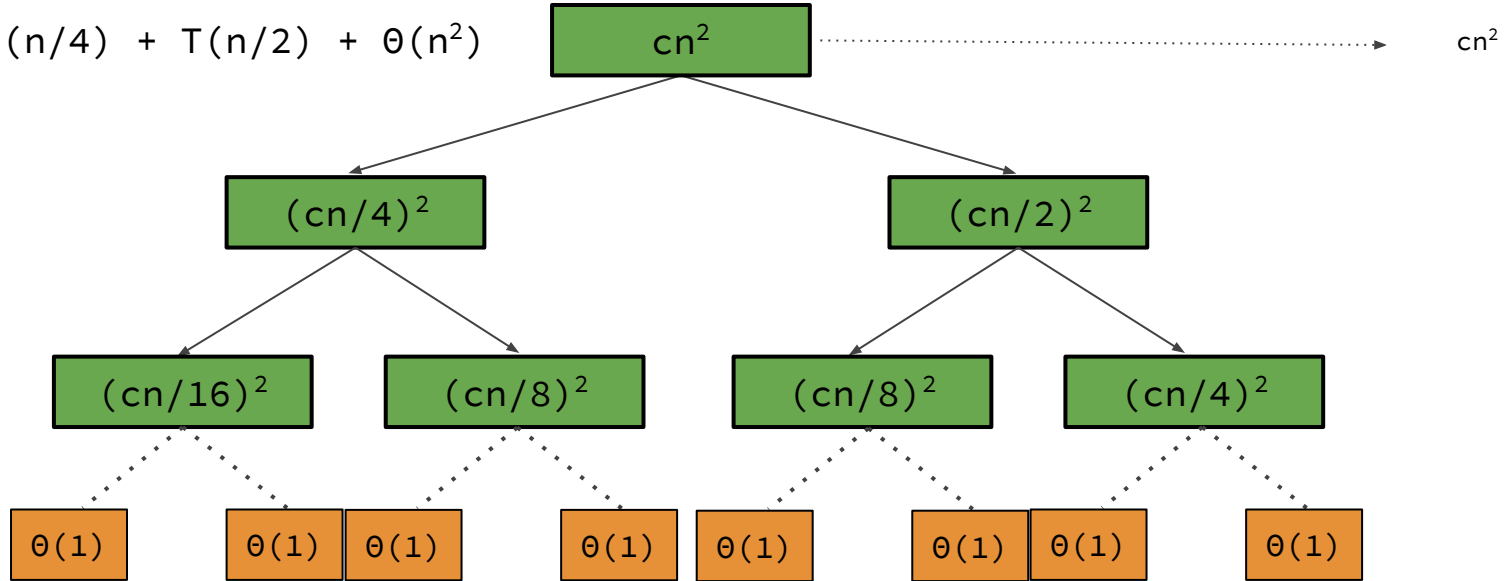 (n/4) + T(n/2) + Θ(n²)
cn²
cn²
(cn/4)²
(cn/2)²
(cn/16)²
(cn/8)²
(cn/8)²
(cn/4)²
Θ(1)
Θ(1)
Θ(1)
Θ(1)
Θ(1)
Θ(1)
Θ(1)
Θ(1)